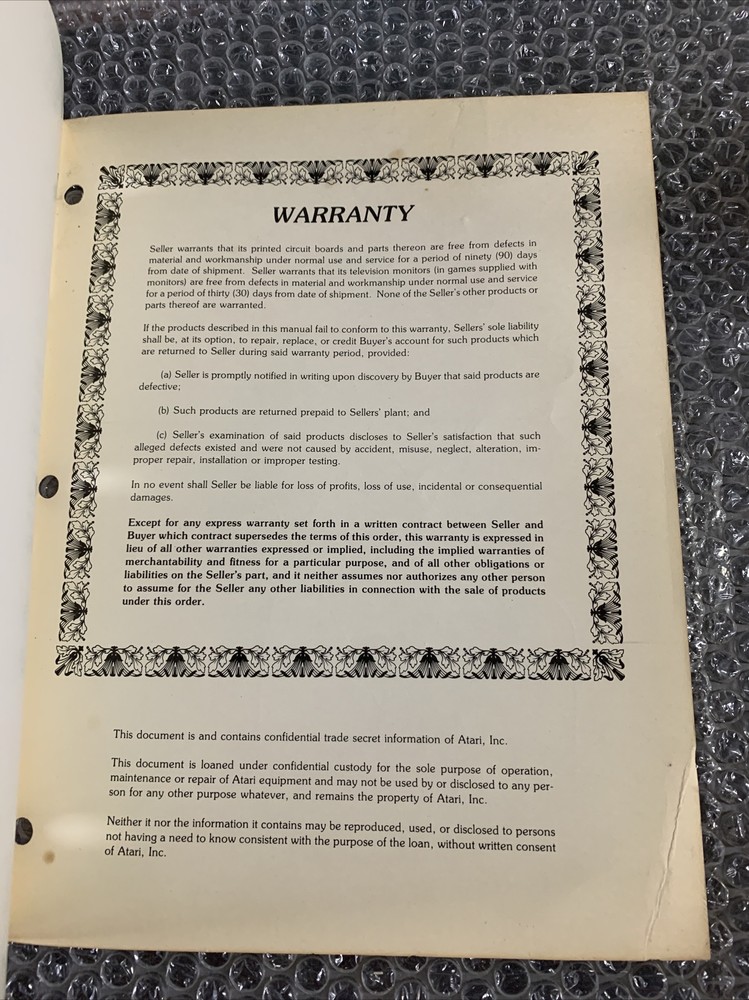 WARRANTY
Seller warrants that its printed circuit boards and parts thereon are free from defects in
material and workmanship under normal use and service for a period of ninety (90) days
from date of shipment. Seller warrants that its television monitors (in games supplied with
monitors) are free from defects in material and workmanship under normal use and service
for a period of thirty (30) days from date of shipment. None of the Seller's other products or
parts thereof are warranted.
If the products described in this manual fail to conform to this warranty, Sellers' sole liability
shall be, at its option, to repair, replace, or credit Buyer's account for such products which
are returned to Seller during said warranty period, provided:
(a) Seller is promptly notified in writing upon discovery by Buyer that said products are
defective;
(b) Such products are returned prepaid to Sellers' plant; and
(c) Seller's examination of said products discloses to Seller's satisfaction that such
alleged defects existed and were not caused by accident, misuse, neglect, alteration, im-
proper repair, installation or improper testing.
In no event shall Seller be liable for loss of profits, loss of use, incidental or consequential
damages.
Except for any express warranty set forth in a written contract between Seller and
Buyer which contract supersedes the terms of this order, this warranty is expressed in
lieu of all other warranties expressed or implied, including the implied warranties of
merchantability and fitness for a particular purpose, and of all other obligations or
liabilities on the Seller's part, and it neither assumes nor authorizes any other person
to assume for the Seller any other liabilities in connection with the sale of products
under this order.
This document is and contains confidential trade secret information of Atari, Inc.
This document is loaned under confidential custody for the sole purpose of operation,
maintenance or repair of Atari equipment and may not be used by or disclosed to any per-
son for any other purpose whatever, and remains the property of Atari, Inc.
Neither it nor the information it contains may be reproduced, used, or disclosed to persons
not having a need to know consistent with the purpose of the loan, without written consent
of Atari, Inc.